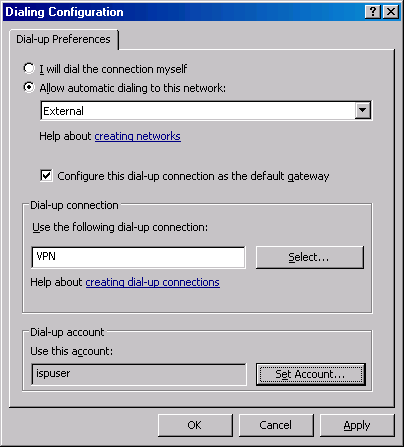 Dialing Configuration
Dial-up Preferences
I will dial the connection myself
Allow automatic dialing to this network:
External
Help about creating networks
Configure this dial-up connection as the default gateway
Dial-up connection
Use the following dial-up connection:
VPN
Select...
Help about creating dial-up connections
Dial-up account
Use this account:
ispuser
Set Account...
OK
Cancel
Apply